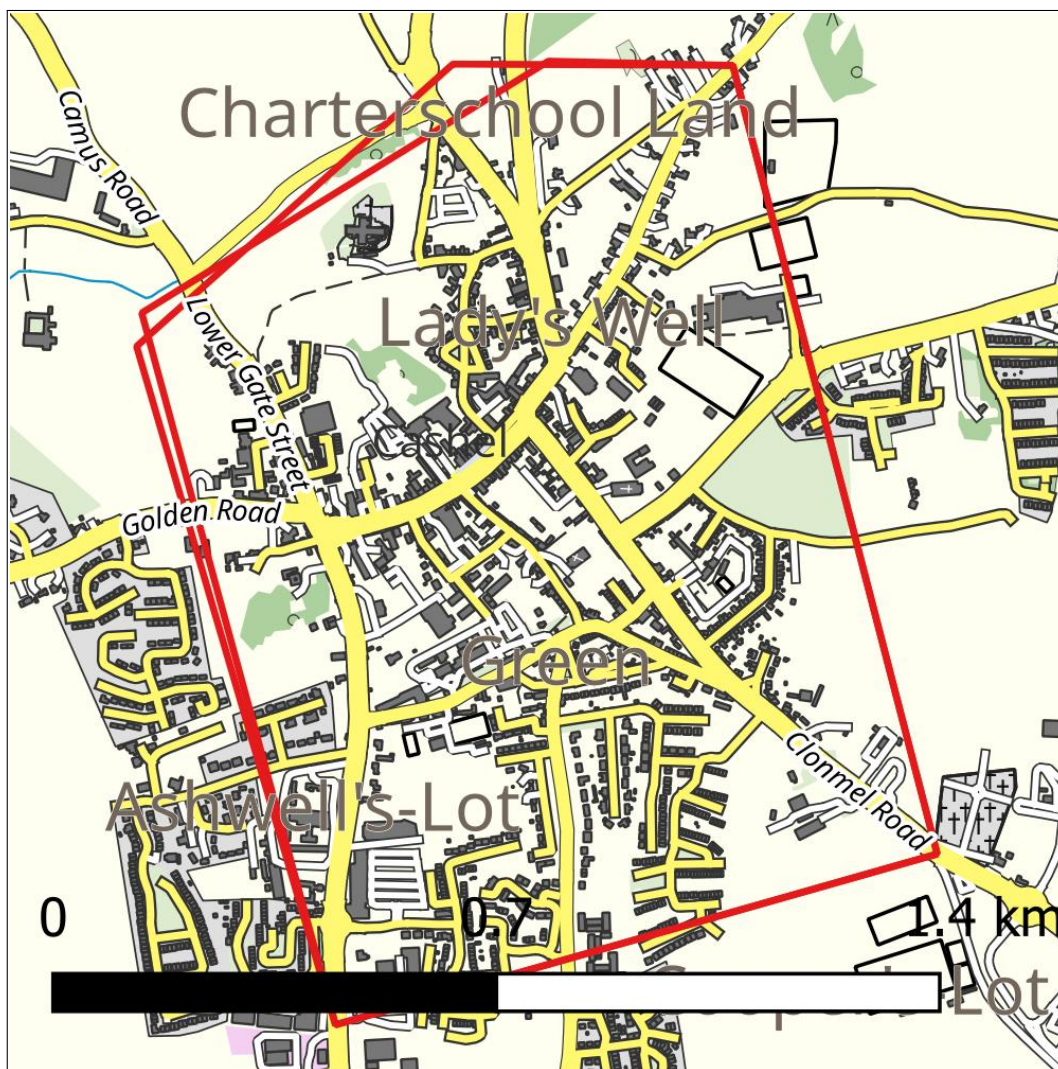 Charterschool Land
Camus Road
Lady's Well
Lower Gate Street
Cashel
Golden Road
Green
Clonmel Road
Ashwell's-Lot
0 0.7 1.4 km
Lot